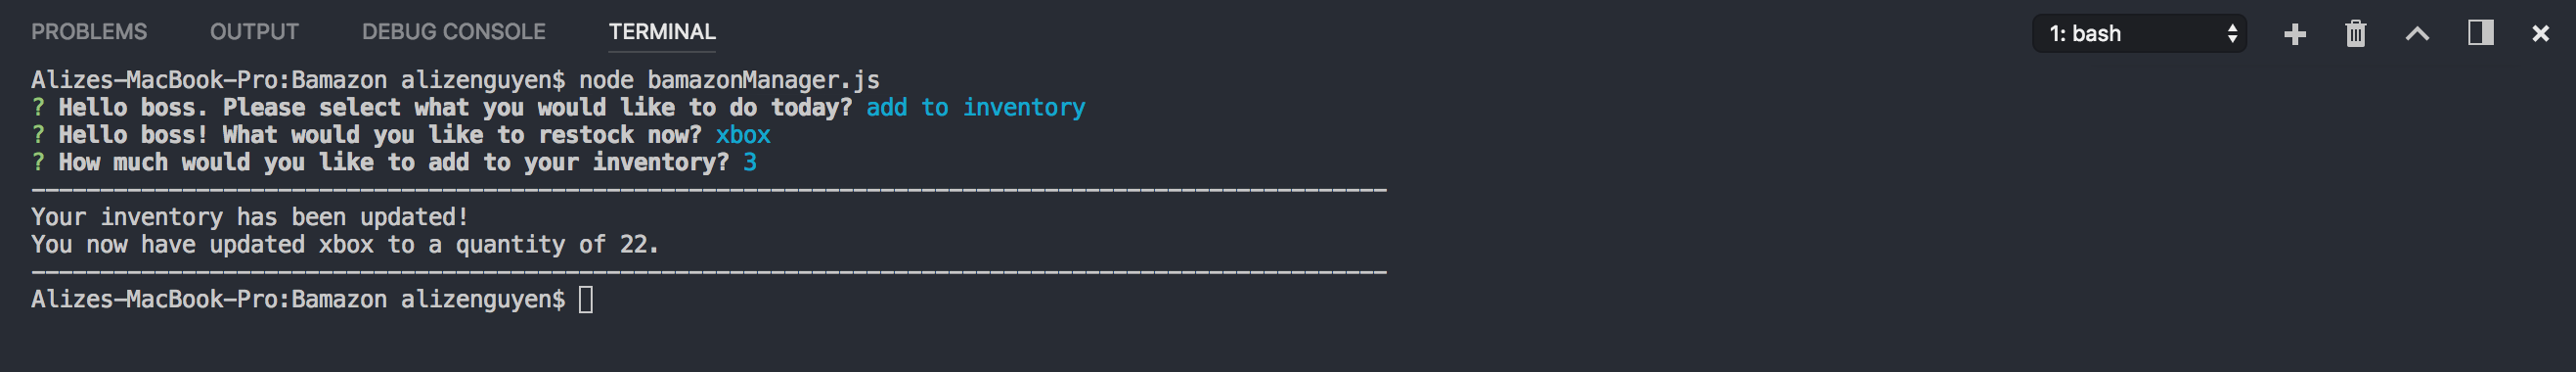 PROBLEMS OUTPUT DEBUG CONSOLE TERMINAL 1: bash
Alizes-MacBook-Pro:Bamazon alizenguyen$ node bamazonManager.js
? Hello boss. Please select what you would like to do today? add to inventory
? Hello boss! What would you like to restock now? xbox
? How much would you like to add to your inventory? 3
---------------------------------------------------------------------------------------------------
Your inventory has been updated!
You now have updated xbox to a quantity of 22.
---------------------------------------------------------------------------------------------------
Alizes-MacBook-Pro:Bamazon alizenguyen$